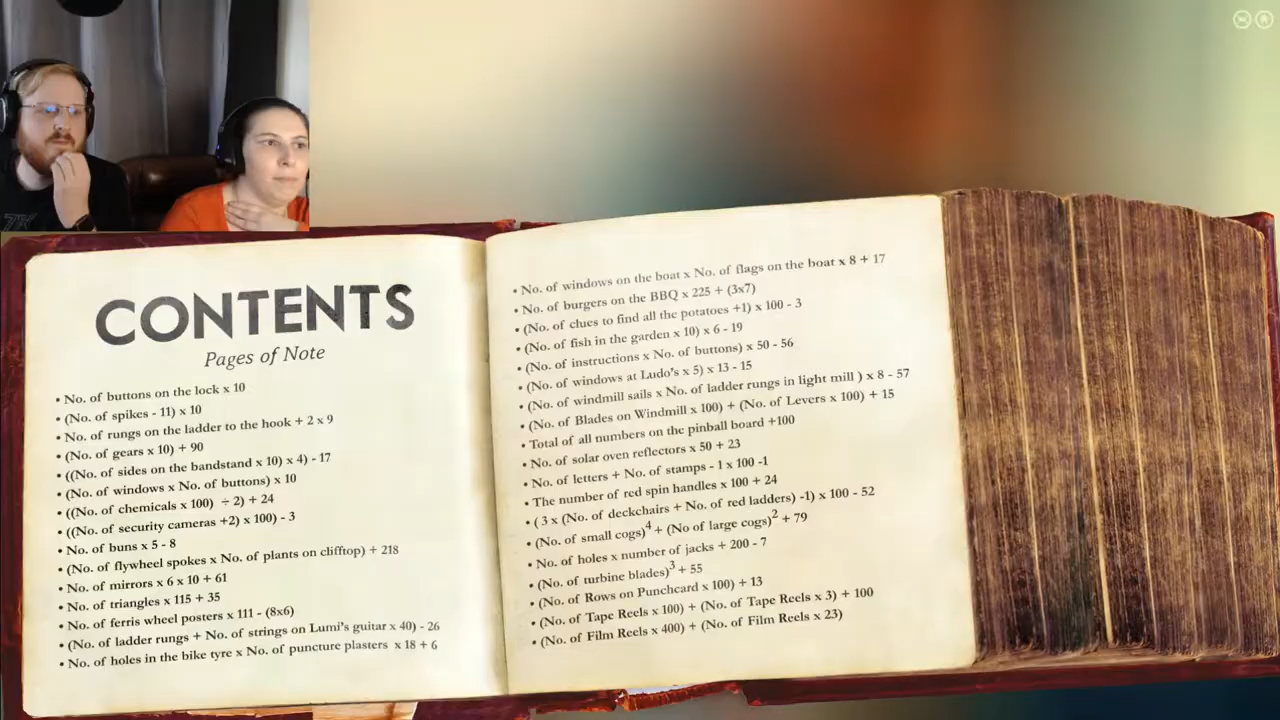 CONTENTS
Pages of Note
• No. of buttons on the lock x 10
• (No. of spikes - 11) x 10
• No. of rungs on the ladder to the hook + 2 x 9
• (No. of gears x 10) + 90
• ((No. of sides on the bandstand x 10) x 4) - 17
• (No. of windows x No. of buttons) x 10
• ((No. of chemicals x 100) ÷ 2) + 24
• ((No. of security cameras +2) x 100) - 3
• No. of buns x 5 - 8
• (No. of flywheel spokes x No. of plants on clifftop) + 218
• No. of mirrors x 6 x 10 + 61
• No. of triangles x 115 + 35
• No. of ferris wheel posters x 111 - (8x6)
• (No. of ladder rungs + No. of strings on Lumi's guitar x 40) - 26
• No. of holes in the bike tyre x No. of puncture plasters x 18 + 6
• No. of windows on the boat x No. of flags on the boat x 8 + 17
• No. of burgers on the BBQ x 225 + (3x7)
• (No. of clues to find all the potatoes +1) x 100 - 3
• (No. of fish in the garden x 10) x 6 - 19
• (No. of instructions x No. of buttons) x 50 - 56
• (No. of windows at Ludo's x 5) x 13 - 15
• (No. of windmill sails x No. of ladder rungs in light mill ) x 8 - 57
• (No. of Blades on Windmill x 100) + (No. of Levers x 100) + 15
• Total of all numbers on the pinball board +100
• No. of solar oven reflectors x 50 + 23
• No. of letters + No. of stamps - 1 x 100 -1
• The number of red spin handles x 100 + 24
• ( 3 x (No. of deckchairs + No. of red ladders) -1) x 100 - 52
• (No. of small cogs)⁴ + (No of large cogs)² + 79
• No. of holes x number of jacks + 200 - 7
• (No. of turbine blades)³ + 55
• (No. of Rows on Punchcard x 100) + 13
• (No. of Tape Reels x 100) + (No. of Tape Reels x 3) + 100
• (No. of Film Reels x 400) + (No. of Film Reels x 23)